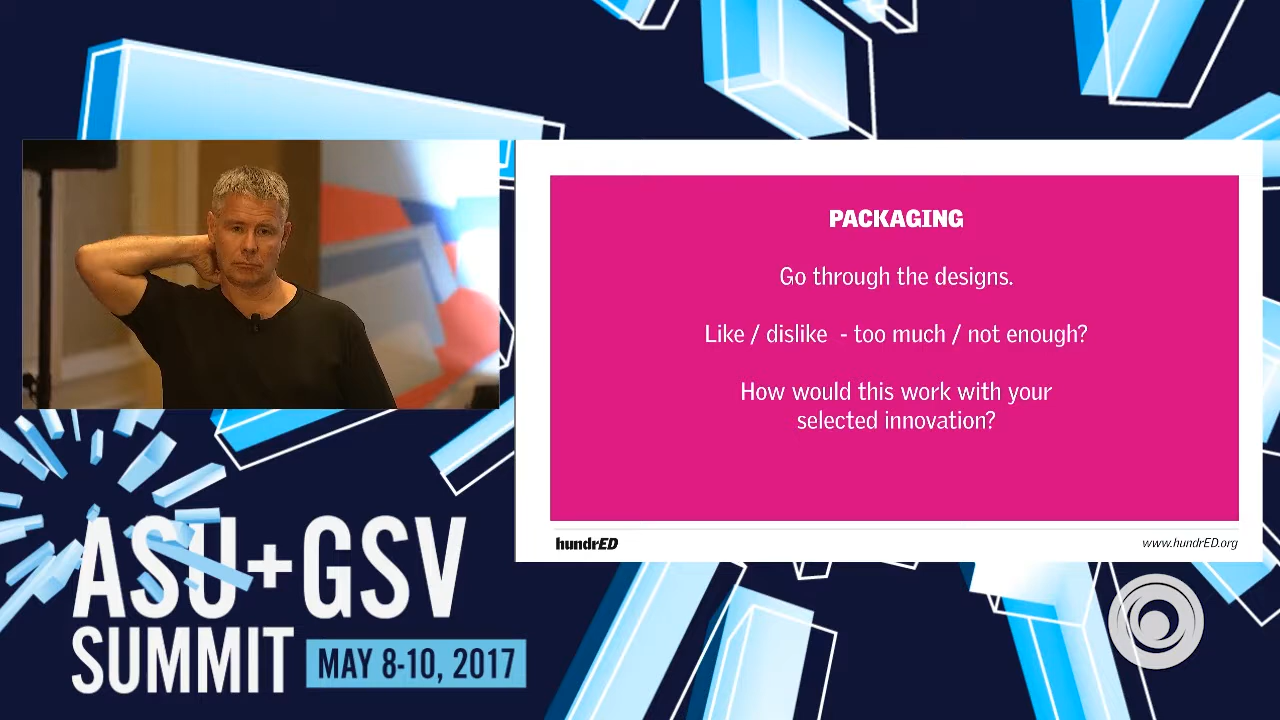 PACKAGING
Go through the designs.
Like / dislike - too much / not enough?
How would this work with your
selected innovation?
hundrED
www.hundrED.org
ASU+GSV
SUMMIT
MAY 8-10, 2017